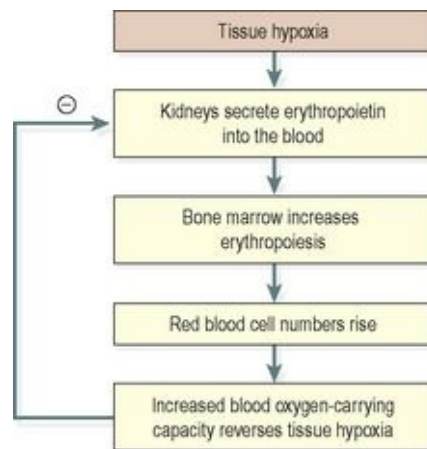 Tissue hypoxia
⊖
Kidneys secrete erythropoietin
into the blood
Bone marrow increases
erythropoiesis
Red blood cell numbers rise
Increased blood oxygen-carrying
capacity reverses tissue hypoxia